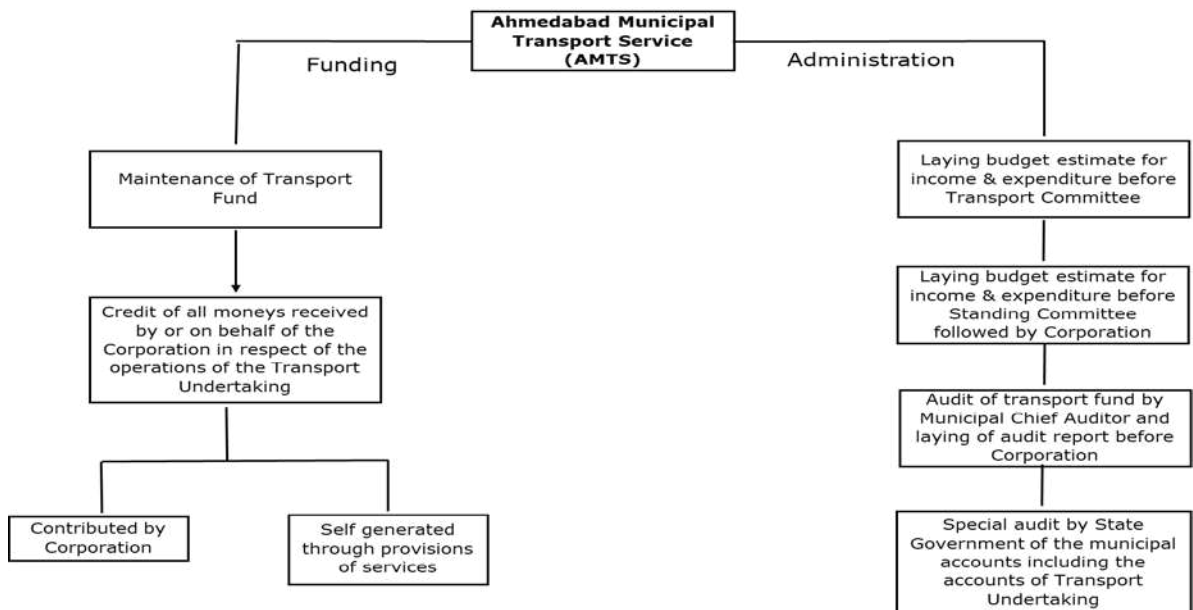 Ahmedabad Municipal
Transport Service
(AMTS)
Funding
Administration
Maintenance of Transport
Fund
Credit of all moneys received
by or on behalf of the
Corporation in respect of the
operations of the Transport
Undertaking
Contributed by
Corporation
Self generated
through provisions
of services
Laying budget estimate for
income & expenditure before
Transport Committee
Laying budget estimate for
income & expenditure before
Standing Committee
followed by Corporation
Audit of transport fund by
Municipal Chief Auditor and
laying of audit report before
Corporation
Special audit by State
Government of the municipal
accounts including the
accounts of Transport
Undertaking